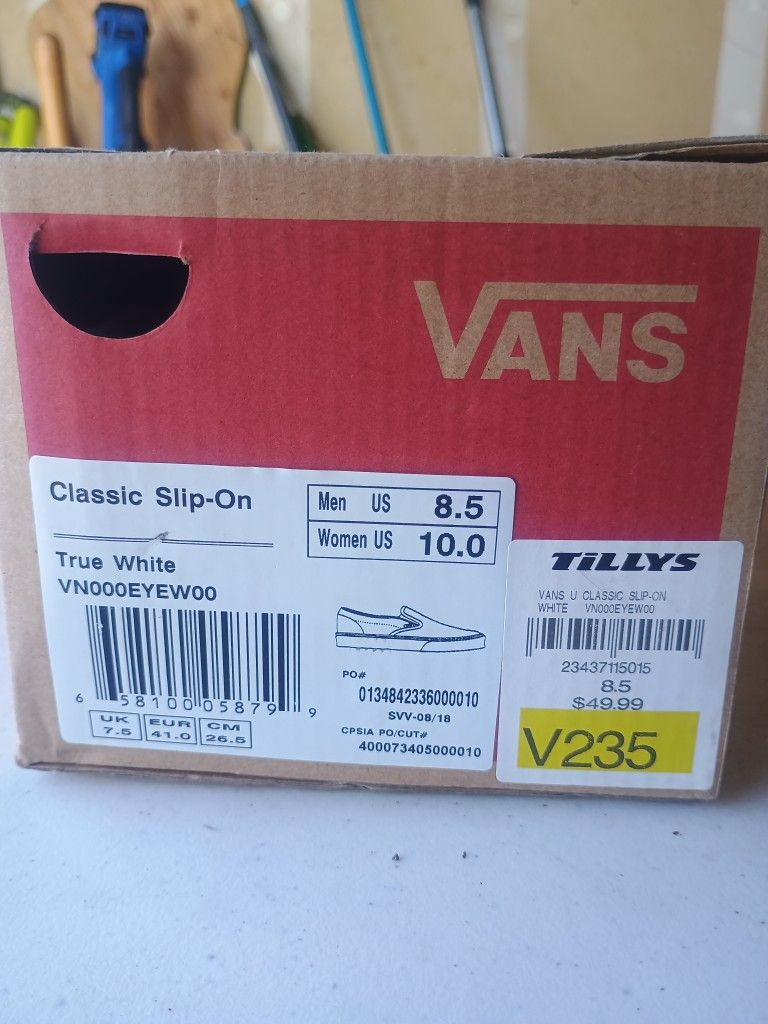 VANS
Classic Slip-On
Men US 8.5
Women US 10.0
True White
VN000EYEW00
6 58100 05879 9
UK 7.5
EUR 41.0
CM 26.5
PO#
0134842336000010
SVV-08/18
CPSIA PO/CUT#
400073405000010
TiLLYS
VANS U CLASSIC SLIP-ON
WHITE VN000EYEW00
23437115015
8.5
$49.99
V235